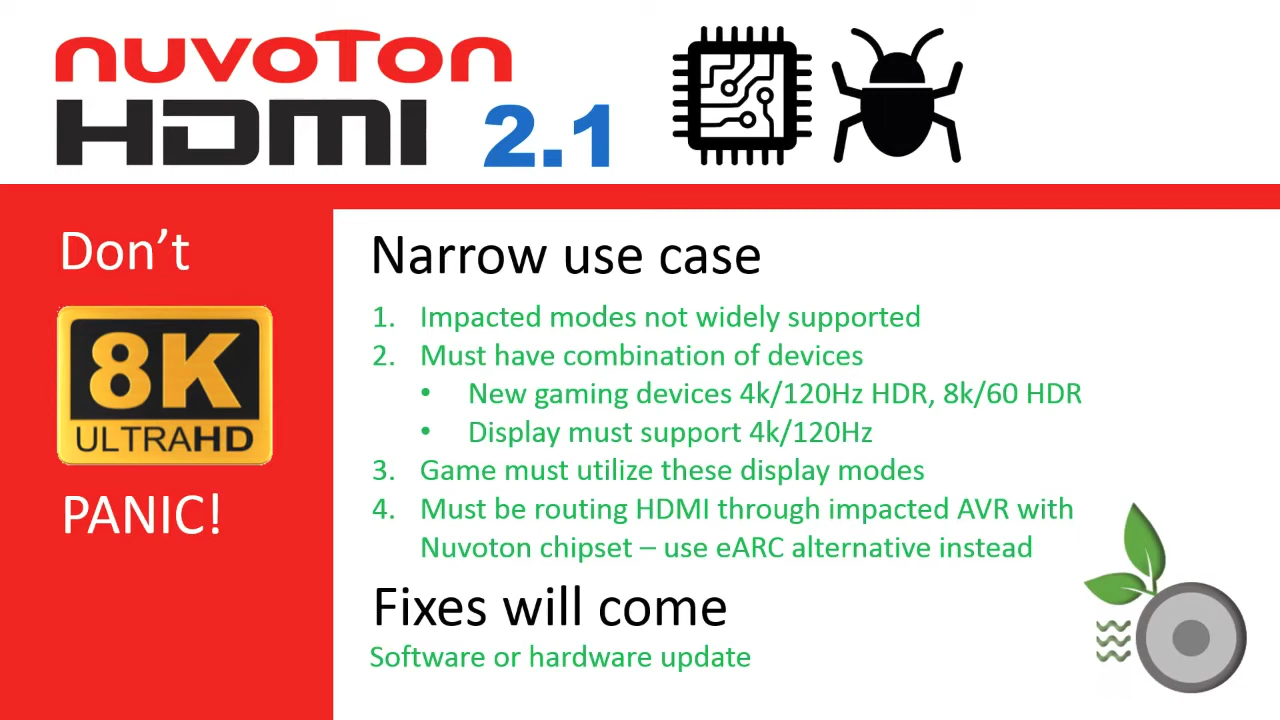 nuvoton
HDMI 2.1
Don't
8K
ULTRAHD
PANIC!
Narrow use case
1. Impacted modes not widely supported
2. Must have combination of devices
• New gaming devices 4k/120Hz HDR, 8k/60 HDR
• Display must support 4k/120Hz
3. Game must utilize these display modes
4. Must be routing HDMI through impacted AVR with
Nuvoton chipset – use eARC alternative instead
Fixes will come
Software or hardware update